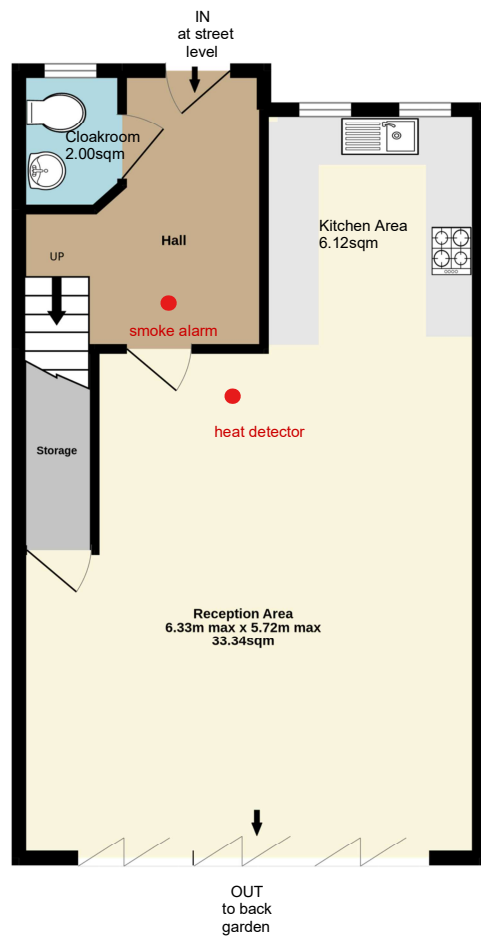 IN
at street
level
Cloakroom
2.00sqm
Kitchen Area
6.12sqm
Hall
UP
smoke alarm
heat detector
Storage
Reception Area
6.33m max x 5.72m max
33.34sqm
OUT
to back
garden